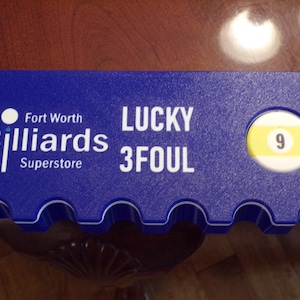 Fort Worth
illiards
Superstore
LUCKY
3FOUL
9